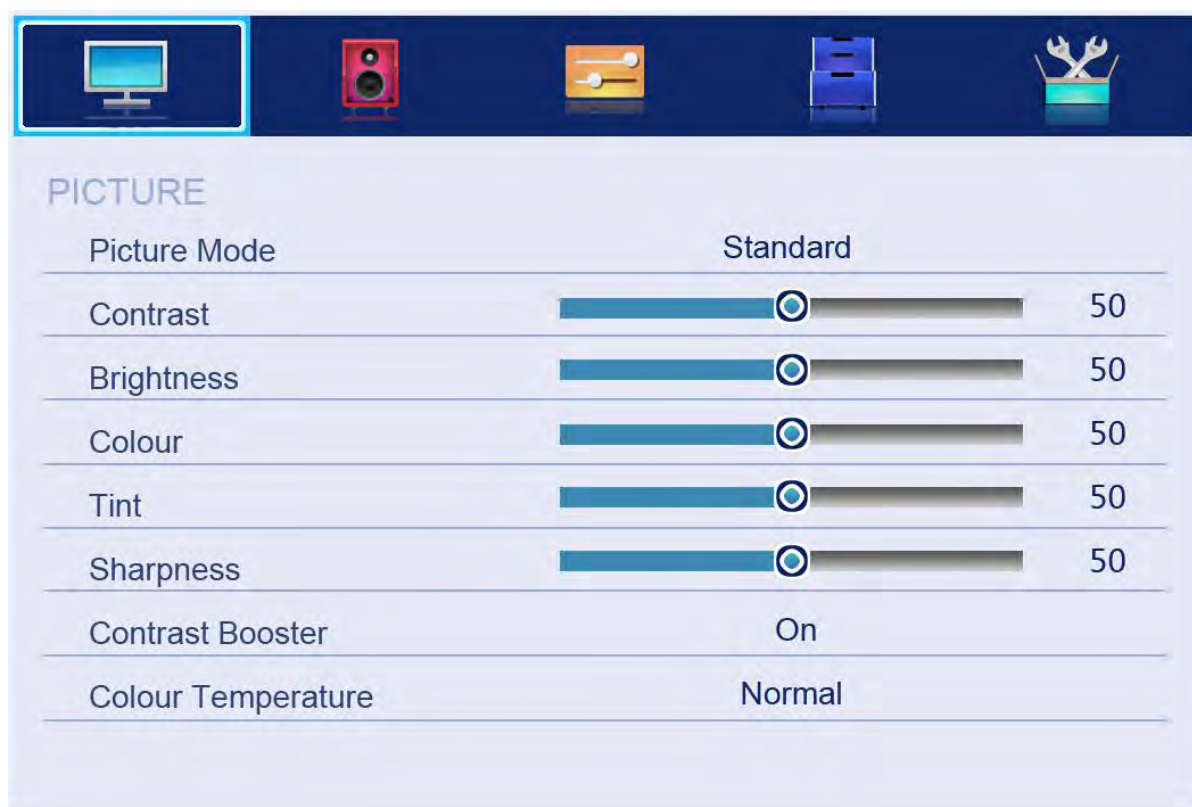 PICTURE
Picture Mode Standard
Contrast 50
Brightness 50
Colour 50
Tint 50
Sharpness 50
Contrast Booster On
Colour Temperature Normal